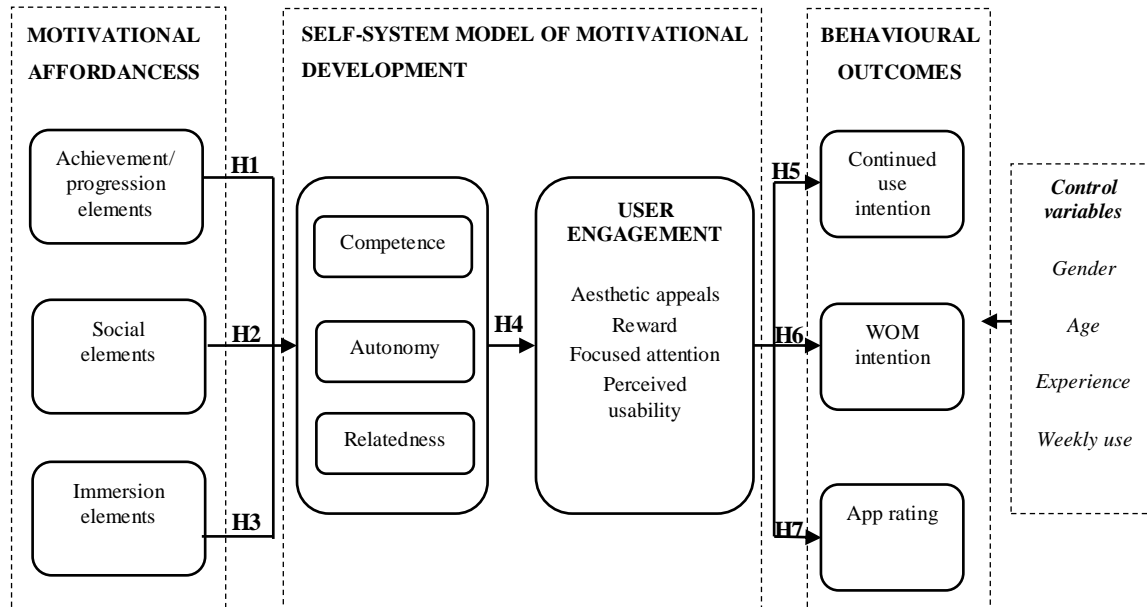 MOTIVATIONAL
AFFORDANCESS
Achievement/
progression
elements
Social
elements
Immersion
elements
H1
H2
H3
SELF-SYSTEM MODEL OF MOTIVATIONAL
DEVELOPMENT
Competence
Autonomy
Relatedness
H4
USER
ENGAGEMENT
Aesthetic appeals
Reward
Focused attention
Perceived
usability
H5
H6
H7
BEHAVIOURAL
OUTCOMES
Continued
use
intention
WOM
intention
App rating
Control
variables
Gender
Age
Experience
Weekly use